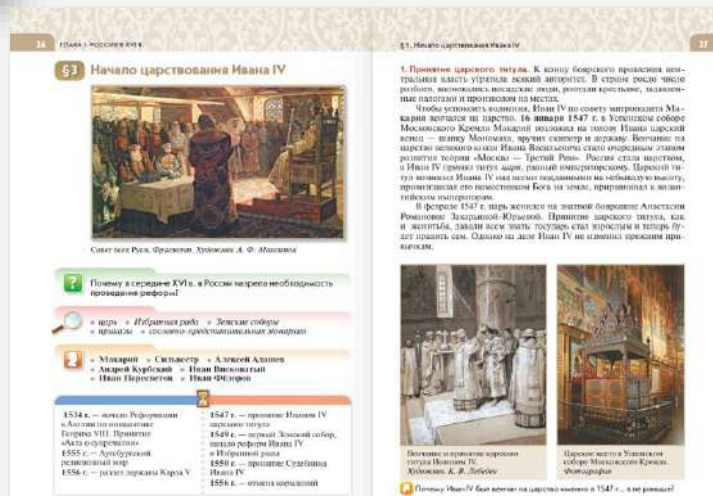 26
ГЛАВА I. РОССИЯ В XVI В.
§3 Начало царствования Ивана IV
Совет всея Руси. Фрагмент. Художник А. Ф. Максимов
Почему в середине XVI в. в России назрела необходимость
проведения реформ?
• царь • Избранная рада • Земские соборы
• приказы • сословно-представительная монархия
• Макарий • Сильвестр • Алексей Адашев
• Андрей Курбский • Иван Висковатый
• Иван Пересветов • Иван Фёдоров
1534 г. — начало Реформации
в Англии по инициативе
Генриха VIII. Принятие
«Акта о супрематии»
1555 г. — Аугсбургский
религиозный мир
1556 г. — раздел державы Карла V
1547 г. — принятие Иваном IV
царского титула
1549 г. — первый Земский собор,
начало реформ Ивана IV
и Избранной рады
1550 г. — принятие Судебника
Ивана IV
1556 г. — отмена кормлений
§ 3. Начало царствования Ивана IV
27
1. Принятие царского титула. К концу боярского правления цен-
тральная власть утратила всякий авторитет. В стране росло число
разбоев, волновались посадские люди, роптали крестьяне, задавлен-
ные налогами и произволом на местах.
Чтобы успокоить волнения, Иван IV по совету митрополита Ма-
кария венчался на царство. 16 января 1547 г. в Успенском соборе
Московского Кремля Макарий возложил на голову Ивана царский
венец — шапку Мономаха, вручил скипетр и державу. Венчание на
царство великого князя Ивана Васильевича стало очередным этапом
развития теории «Москва — Третий Рим». Россия стала царством,
а Иван IV принял титул царя, равный императорскому. Царский ти-
тул возносил Ивана IV над всеми подданными на небывалую высоту,
провозглашал его наместником Бога на земле, приравнивал к визан-
тийским императорам.
В феврале 1547 г. царь женился на знатной боярышне Анастасии
Романовне Захарьиной-Юрьевой. Принятие царского титула, как
и женитьба, давали всем знать: государь стал взрослым и теперь бу-
дет править сам. Однако на деле Иван IV не изменил прежним при-
вычкам.
Венчание и принятие царского
титула Иоанном IV.
Художник К. В. Лебедев
Царское место в Успенском
соборе Московского Кремля.
Фотография
Почему Иван IV был венчан на царство именно в 1547 г., а не раньше?